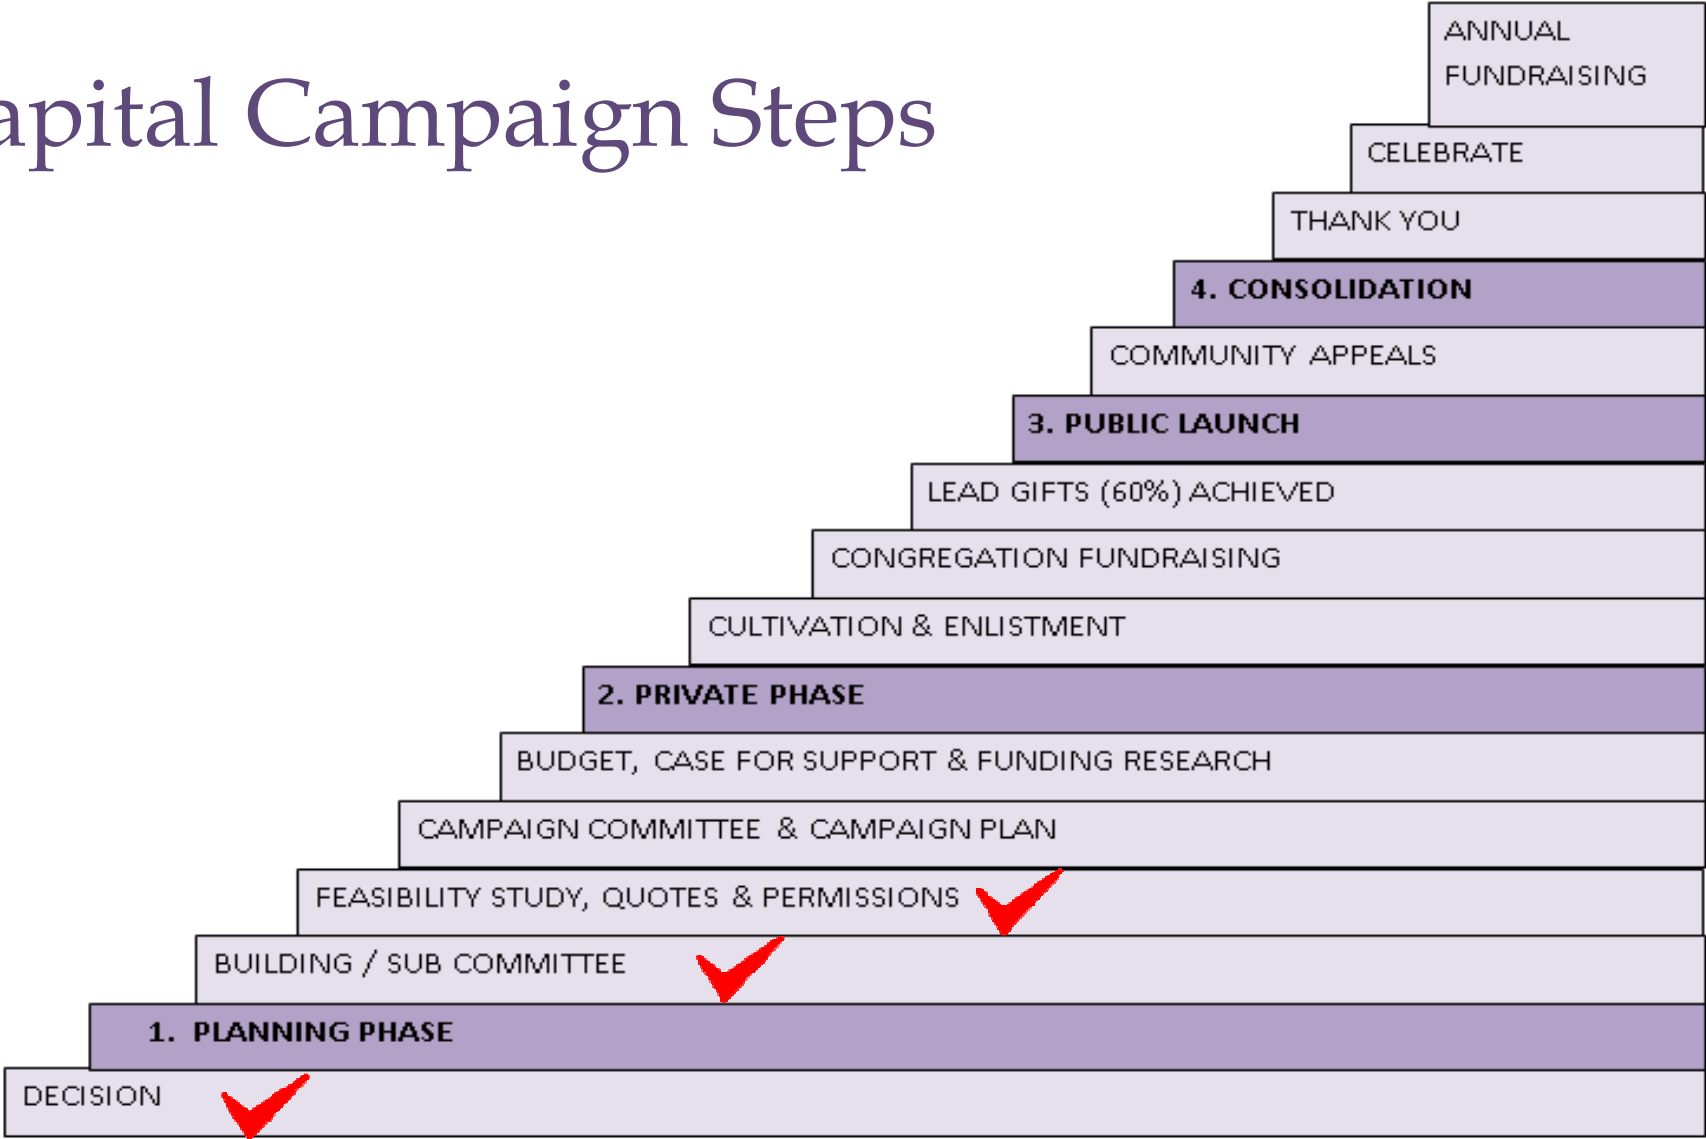 apital Campaign Steps
ANNUAL
FUNDRAISING
CELEBRATE
THANK YOU
4. CONSOLIDATION
COMMUNITY APPEALS
3. PUBLIC LAUNCH
LEAD GIFTS (60%) ACHIEVED
CONGREGATION FUNDRAISING
CULTIVATION & ENLISTMENT
2. PRIVATE PHASE
BUDGET, CASE FOR SUPPORT & FUNDING RESEARCH
CAMPAIGN COMMITTEE & CAMPAIGN PLAN
FEASIBILITY STUDY, QUOTES & PERMISSIONS
BUILDING / SUB COMMITTEE
1. PLANNING PHASE
DECISION